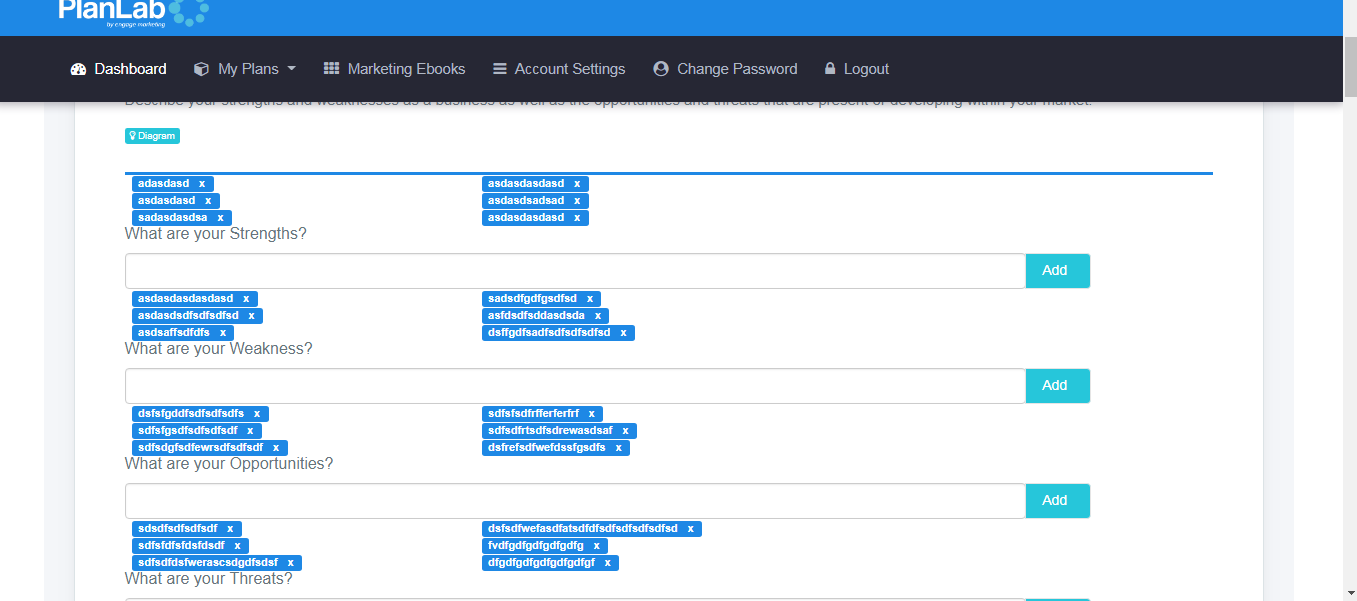 PlanLab
by engage marketing
Dashboard My Plans Marketing Ebooks Account Settings Change Password Logout
Describe your strengths and weaknesses as a business as well as the opportunities and threats that are present or developing within your market.
Diagram
adasdasd x asdasdasdasd x
asdasdasd x asdasdsadsad x
sadasdasdsa x asdasdasdasd x
What are your Strengths?
Add
asdasdasdasdasd x sadsdfgdfgsdfsd x
asdasdsdfsdfsdfsd x asfdsdfsddasdsda x
asdsaffsdfdfs x dsffgdfsadfsdfsdfsdfsd x
What are your Weakness?
Add
dsfsfgddfsdfsdfsdfs x sdfsfsdfrfferferfrf x
sdfsfgsdfsdfsdfsdf x sdfsdfrtsdfsdrewasdsaf x
sdfsdgfsdfewrsdfsdfsdf x dsfrefsdfwefdssfgsdfs x
What are your Opportunities?
Add
sdsdfsdfsdfsdf x dsfsdfwefasdfatsdfdfsdfsdfsdfsdfsd x
sdfsfdfsfdsfdsdf x fvdfgdfgdfgdfgdfg x
sdfsdfdsfwerascsdgdfsdsf x dfgdfgdfgdfgdfgdfgf x
What are your Threats?